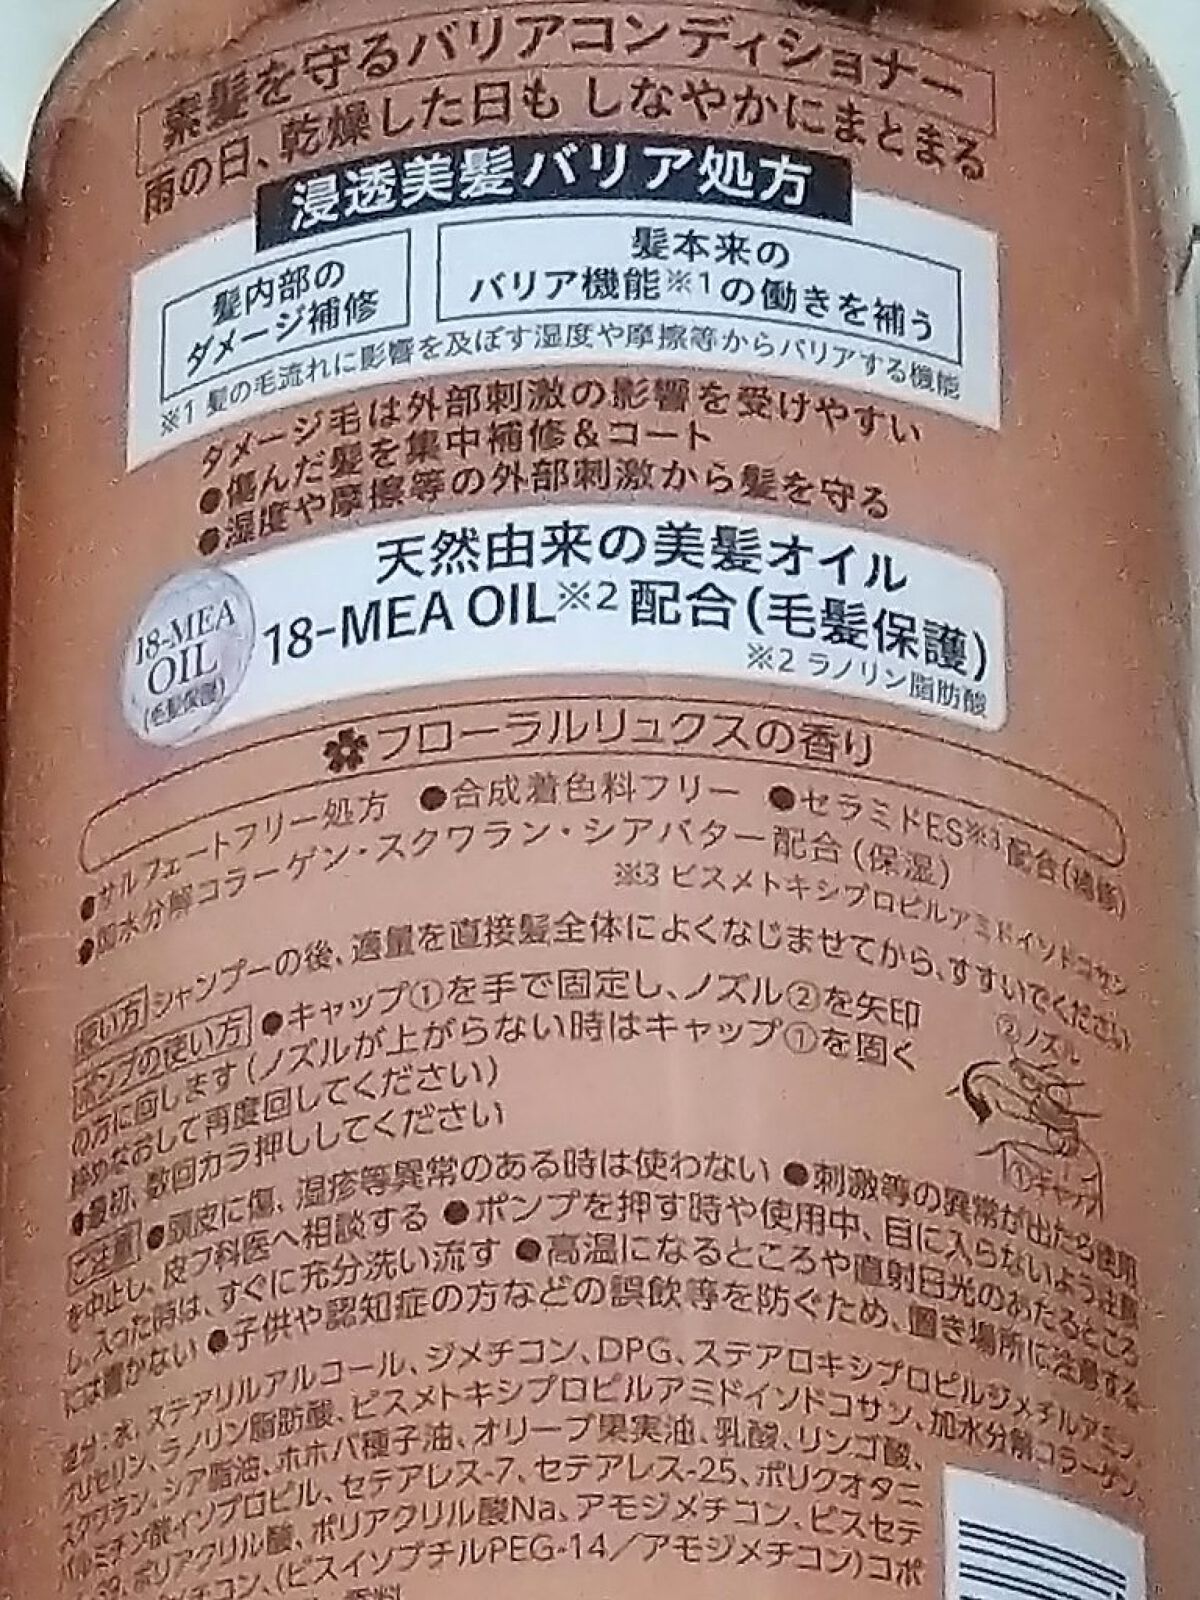 素髪を守るバリアコンディショナー
雨の日、乾燥した日も しなやかにまとまる
浸透美髪バリア処方
髪内部の
ダメージ補修
髪本来の
バリア機能※1の働きを補う
※1 髪の毛流れに影響を及ぼす湿度や摩擦等からバリアする機能
ダメージ毛は外部刺激の影響を受けやすい
●傷んだ髪を集中補修&コート
●湿度や摩擦等の外部刺激から髪を守る
天然由来の美髪オイル
18-MEA OIL※2配合(毛髪保護)
※2 ラノリン脂肪酸
18-MEA
OIL
(毛髪保護)
フローラルリュクスの香り
●サルフェートフリー処方 ●合成着色料フリー ●セラミドES※3配合(補修)
●加水分解コラーゲン・スクワラン・シアバター配合(保湿)
※3 ビスメトキシプロピルアミドイソドコサン
使い方 シャンプーの後、適量を直接髪全体によくなじませてから、すすいでください
ポンプの使い方 ●キャップ①を手で固定し、ノズル②を矢印
の方に回します(ノズルが上がらない時はキャップ①を固く
締めなおして再度回してください)
●最初、数回カラ押ししてください
②ノズル
①キャップ
ご注意 ●頭皮に傷、湿疹等異常のある時は使わない ●刺激等の異常が出たら使用
を中止し、皮フ科医へ相談する ●ポンプを押す時や使用中、目に入らないよう注意
し、入った時は、すぐに充分洗い流す ●高温になるところや直射日光のあたるところ
には置かない ●子供や認知症の方などの誤飲等を防ぐため、置き場所に注意する
成分:水、ステアリルアルコール、ジメチコン、DPG、ステアロキシプロピルジメチルアミン、
グリセリン、ラノリン脂肪酸、ビスメトキシプロピルアミドイソドコサン、加水分解コラーゲン、
スクワラン、シア脂油、ホホバ種子油、オリーブ果実油、乳酸、リンゴ酸、
パルミチン酸イソプロピル、セテアレス-7、セテアレス-25、ポリクオタニ
ポリアクリル酸、ポリアクリル酸Na、アモジメチコン、ビスセテ
チコン、(ビスイソブチルPEG-14/アモジメチコン)コポ
香料